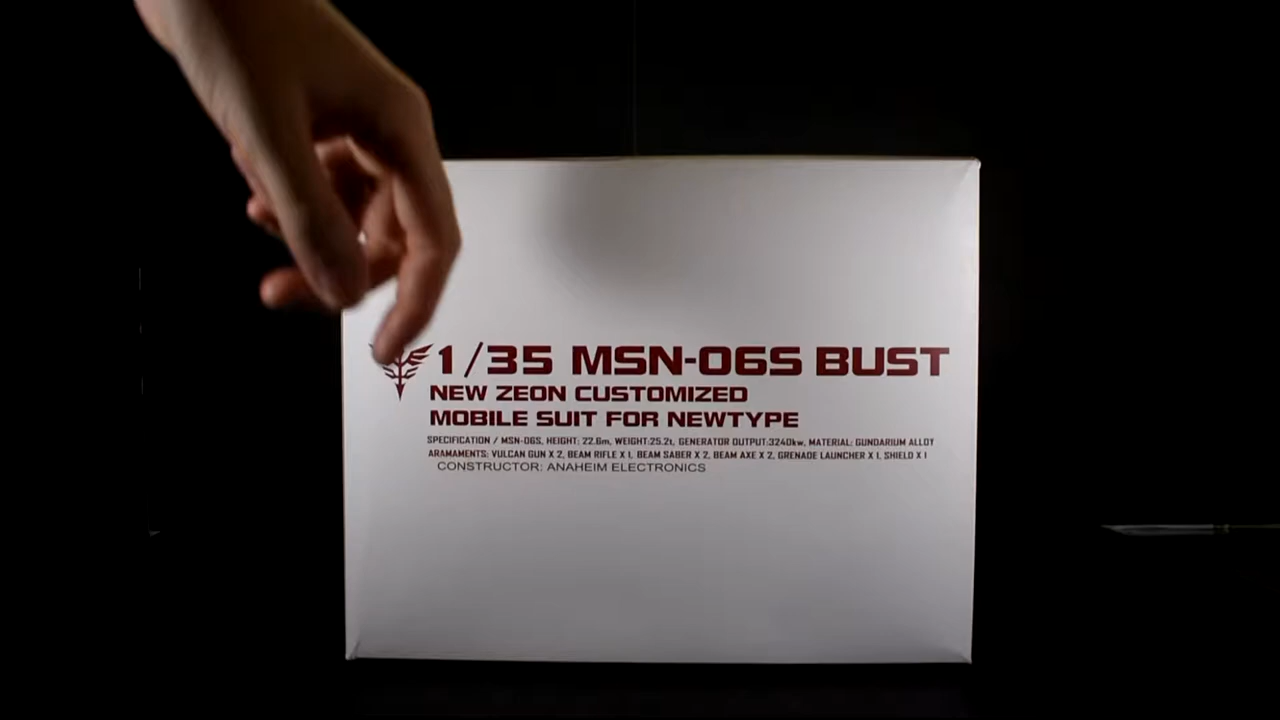 1/35 MSN-06S BUST
NEW ZEON CUSTOMIZED
MOBILE SUIT FOR NEWTYPE
SPECIFICATION / MSN-06S, HEIGHT: 22.6m, WEIGHT:25.2t, GENERATOR OUTPUT:3240kw, MATERIAL: GUNDARIUM ALLOY
ARAMAMENTS: VULCAN GUN X 2, BEAM RIFLE X 1, BEAM SABER X 2, BEAM AXE X 2, GRENADE LAUNCHER X 1, SHIELD X 1
CONSTRUCTOR: ANAHEIM ELECTRONICS